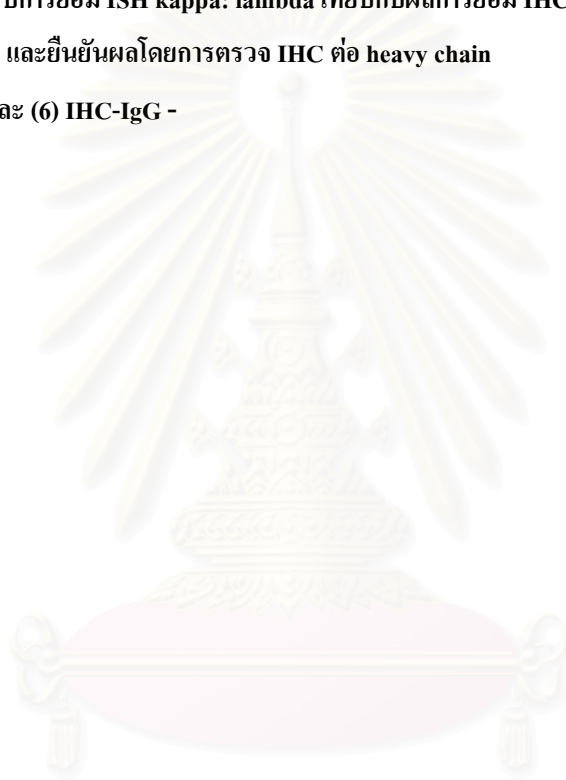 การย้อม ISH kappa: lambda เทียบกับผลการย้อม IHC
และยืนยันผลโดยการตรวจ IHC ต่อ heavy chain
(6) IHC-IgG -